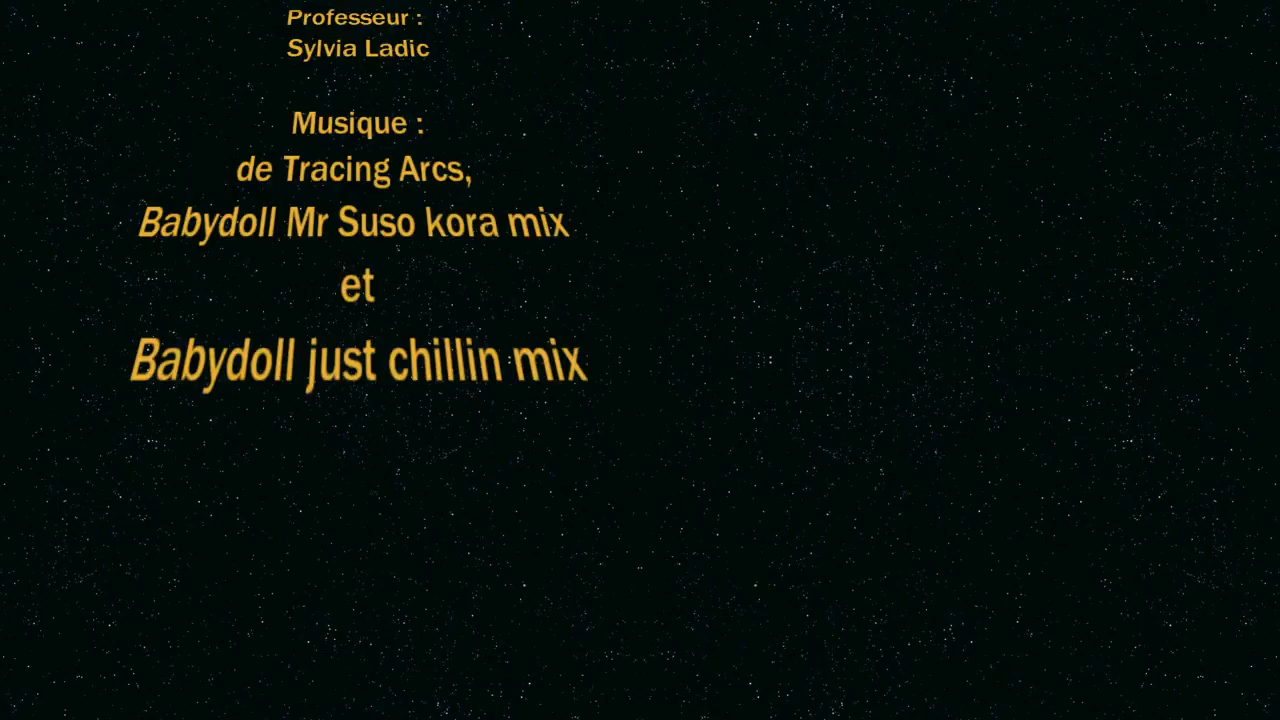 Professeur :
Sylvia Ladic
Musique :
de Tracing Arcs,
Babydoll Mr Suso kora mix
et
Babydoll just chillin mix